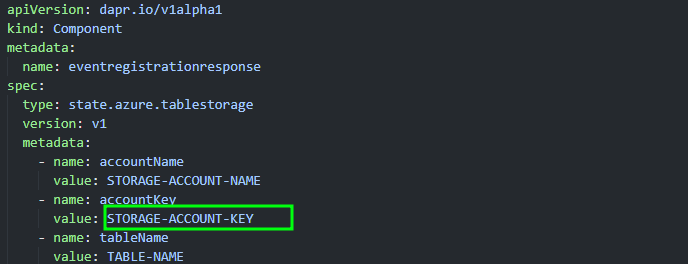 apiVersion: dapr.io/v1alpha1
kind: Component
metadata:
  name: eventregistrationresponse
spec:
  type: state.azure.tablestorage
  version: v1
  metadata:
    - name: accountName
      value: STORAGE-ACCOUNT-NAME
    - name: accountKey
      value: STORAGE-ACCOUNT-KEY
    - name: tableName
      value: TABLE-NAME